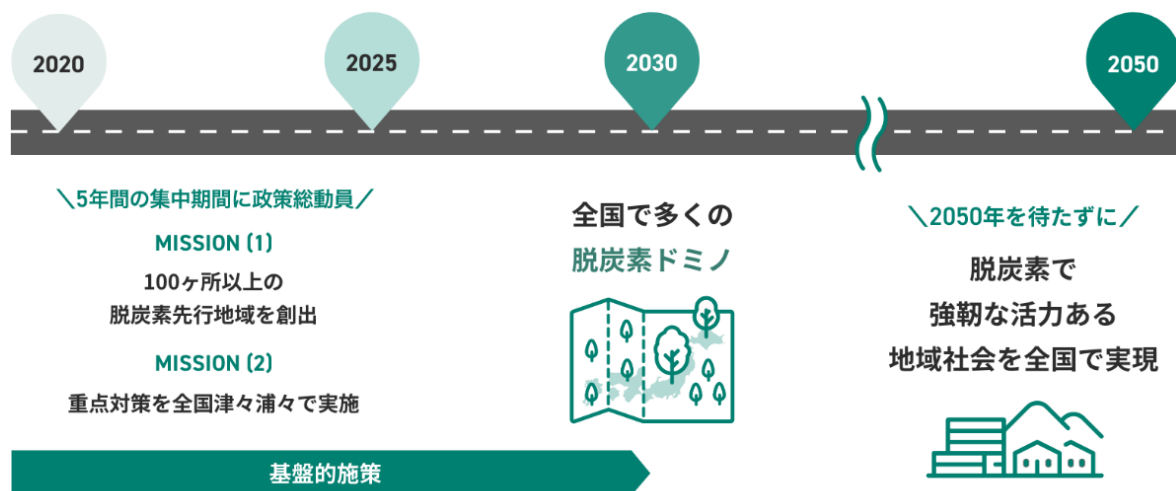 2020
2025
2030
2050
\5年間の集中期間に政策総動員/
MISSION (1)
100ヶ所以上の
脱炭素先行地域を創出
MISSION (2)
重点対策を全国津々浦々で実施
基盤的施策
全国で多くの
脱炭素ドミノ
\2050年を待たずに/
脱炭素で
強靭な活力ある
地域社会を全国で実現